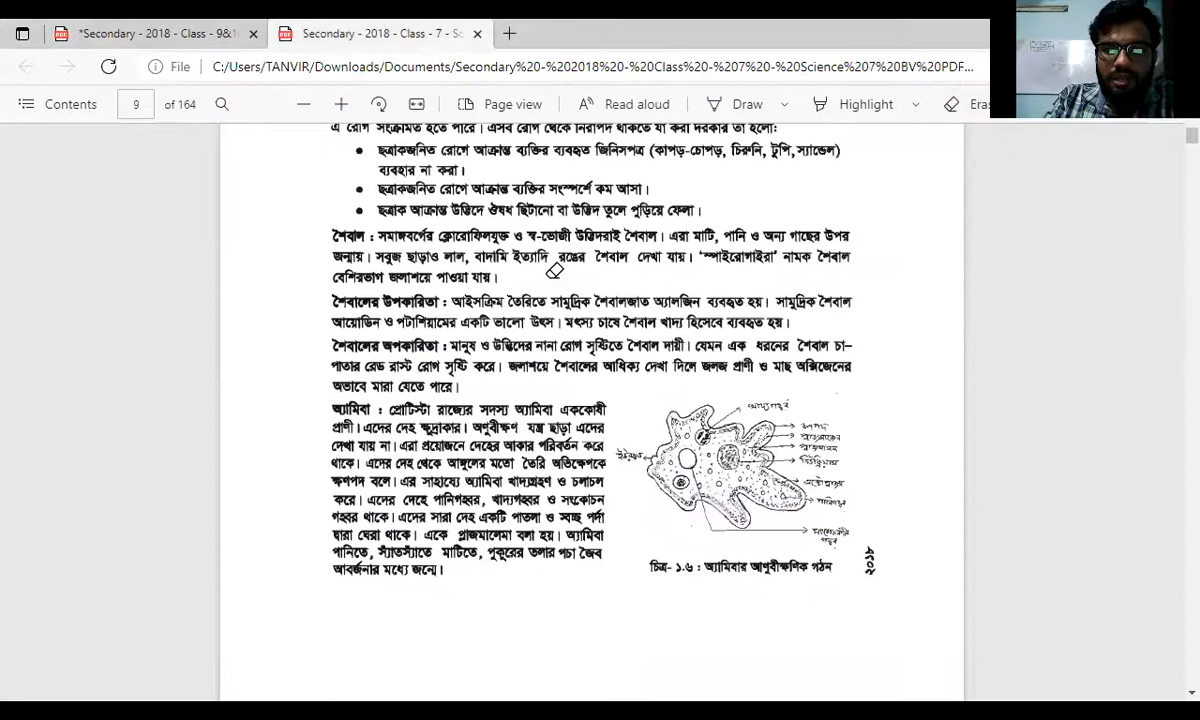 *Secondary - 2018 - Class - 9&1
Secondary - 2018 - Class - 7 - Sc
File
C:/Users/TANVIR/Downloads/Documents/Secondary%20-%202018%20-%20Class%20-%207%20-%20Science%207%20BV%20PDF...
Contents
9 of 164
Page view
Read aloud
Draw
Highlight
Eras
এ রোগ সংক্রামিত হতে পারে। এসব রোগ থেকে নিরাপদ থাকতে যা করা দরকার তা হলো:
• ছত্রাকজনিত রোগে আক্রান্ত ব্যক্তির ব্যবহৃত জিনিসপত্র (কাপড়-চোপড়, চিরুনি, টুপি, স্যান্ডেল)
ব্যবহার না করা।
• ছত্রাকজনিত রোগে আক্রান্ত ব্যক্তির সংস্পর্শে কম আসা।
• ছত্রাক আক্রান্ত উদ্ভিদে ঔষধ ছিটানো বা উদ্ভিদ তুলে পুড়িয়ে ফেলা।
শৈবাল : সমাঙ্গবর্গের ক্লোরোফিলযুক্ত ও স্ব-ভোজী উদ্ভিদরাই শৈবাল। এরা মাটি, পানি ও অন্য গাছের উপর
জন্মায়। সবুজ ছাড়াও লাল, বাদামি ইত্যাদি রঙের শৈবাল দেখা যায়। ‘স্পাইরোগাইরা’ নামক শৈবাল
বেশিরভাগ জলাশয়ে পাওয়া যায়।
শৈবালের উপকারিতা : আইসক্রিম তৈরিতে সামুদ্রিক শৈবালজাত অ্যালজিন ব্যবহৃত হয়। সামুদ্রিক শৈবাল
আয়োডিন ও পটাশিয়ামের একটি ভালো উৎস। মৎস্য চাষে শৈবাল খাদ্য হিসেবে ব্যবহৃত হয়।
শৈবালের অপকারিতা : মানুষ ও উদ্ভিদের নানা রোগ সৃষ্টিতে শৈবাল দায়ী। যেমন এক ধরনের শৈবাল চা–
পাতার রেড রাস্ট রোগ সৃষ্টি করে। জলাশয়ে শৈবালের আধিক্য দেখা দিলে জলজ প্রাণী ও মাছ অক্সিজেনের
অভাবে মারা যেতে পারে।
অ্যামিবা : প্রোটিস্টা রাজ্যের সদস্য অ্যামিবা এককোষী
প্রাণী। এদের দেহ ক্ষুদ্রাকার। অণুবীক্ষণ যন্ত্র ছাড়া এদের
দেখা যায় না। এরা প্রয়োজনে দেহের আকার পরিবর্তন করে
থাকে। এদের দেহ থেকে আঙ্গুলের মতো তৈরি অভিক্ষেপকে
ক্ষণপদ বলে। এর সাহায্যে অ্যামিবা খাদ্যগ্রহণ ও চলাচল
করে। এদের দেহে পানিগহ্বর, খাদ্যগহ্বর ও সংকোচন
গহ্বর থাকে। এদের সারা দেহ একটি পাতলা ও স্বচ্ছ পর্দা
দ্বারা ঘেরা থাকে। একে প্লাজমালেমা বলা হয়। অ্যামিবা
পানিতে, স্যাঁতস্যাঁতে মাটিতে, পুকুরের তলার পচা জৈব
আবর্জনার মধ্যে জন্মে।
খাদ্যগহ্বর
চিত্র- ১.৬ : অ্যামিবার আণুবীক্ষণিক গঠন
২০১৮